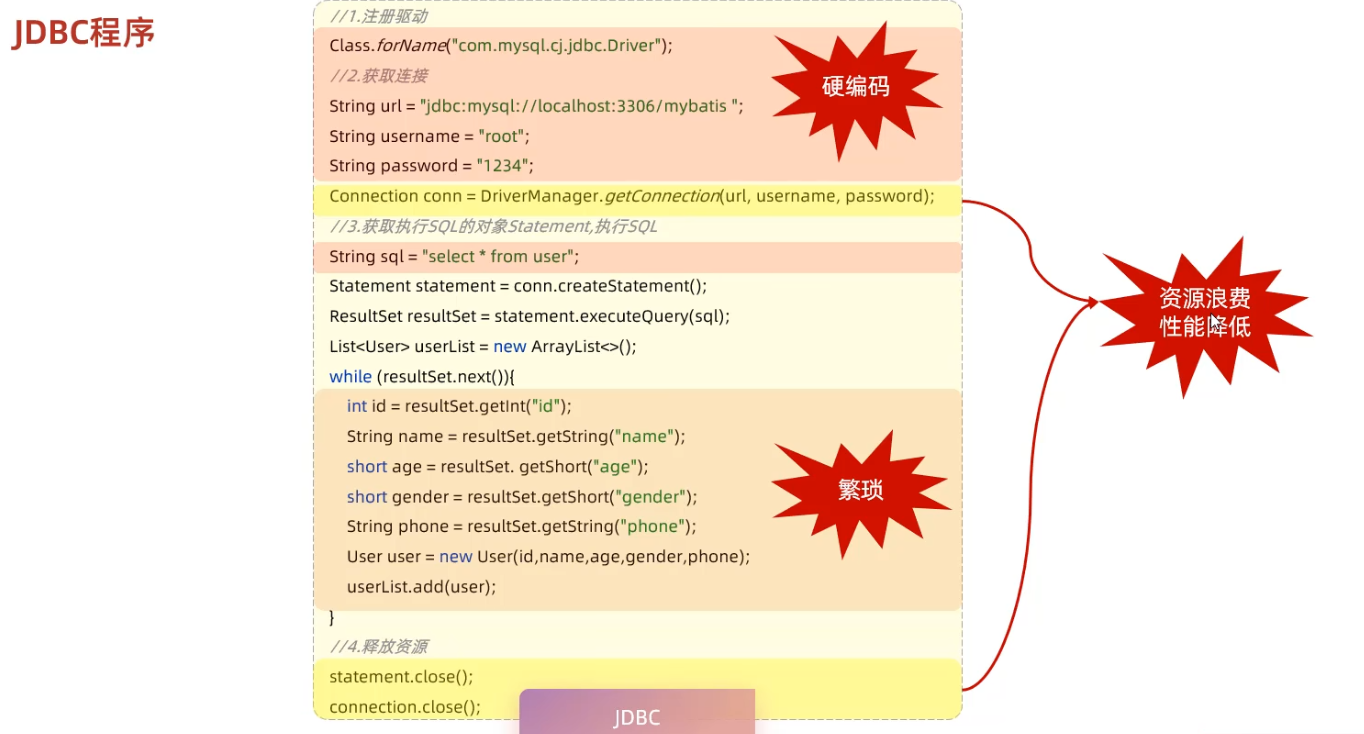 JDBC程序
//1.注册驱动
Class.forName("com.mysql.cj.jdbc.Driver");
//2.获取连接
String url = "jdbc:mysql://localhost:3306/mybatis ";
String username = "root";
String password = "1234";
硬编码
Connection conn = DriverManager.getConnection(url, username, password);
//3.获取执行SQL的对象Statement,执行SQL
String sql = "select * from user";
Statement statement = conn.createStatement();
ResultSet resultSet = statement.executeQuery(sql);
List<User> userList = new ArrayList<>();
while (resultSet.next()){
int id = resultSet.getInt("id");
String name = resultSet.getString("name");
short age = resultSet. getShort("age");
short gender = resultSet.getShort("gender");
String phone = resultSet.getString("phone");
User user = new User(id,name,age,gender,phone);
userList.add(user);
繁琐
}
//4.释放资源
statement.close();
connection.close();
资源浪费
性能降低
JDBC